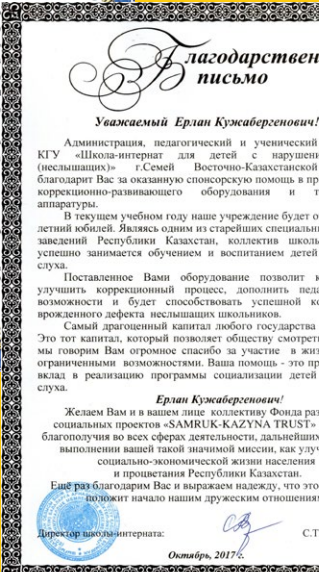 Благодарствен
письмо
Уважаемый Ерлан Кужабергенович!
Администрация, педагогический и ученический
КГУ «Школа-интернат для детей с нарушени
(неслышащих)» г.Семей Восточно-Казахстанской
благодарит Вас за оказанную спонсорскую помощь в пр
коррекционно-развивающего оборудования и т
аппаратуры.
В текущем учебном году наше учреждение будет о
летний юбилей. Являясь одним из старейших специальн
заведений Республики Казахстан, коллектив школь
успешно занимается обучением и воспитанием детей
слуха.
Поставленное Вами оборудование позволит к
улучшить коррекционный процесс, дополнить педа
возможности и будет способствовать успешной ко
врожденного дефекта неслышащих школьников.
Самый драгоценный капитал любого государства
Это тот капитал, который позволяет обществу смотреть
мы говорим Вам огромное спасибо за участие в жиз
ограниченными возможностями. Ваша помощь - это пр
вклад в реализацию программы социализации детей
слуха.
Ерлан Кужабергенович!
Желаем Вам и в вашем лице коллективу Фонда раз
социальных проектов «SAMRUK-KAZYNA TRUST»
благополучия во всех сферах деятельности, дальнейших
выполнении вашей такой значимой миссии, как улуч
социально-экономической жизни населения
и процветания Республики Казахстан.
Ещё раз благодарим Вас и выражаем надежду, что это
положит начало нашим дружеским отношениям
Директор школы-интерната: С.Т
Октябрь, 2017 г.